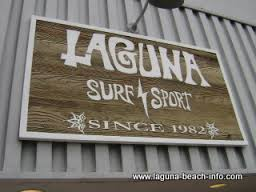 LAGUNA
SURF SPORT
SINCE 1982
www.laguna-beach-info.com